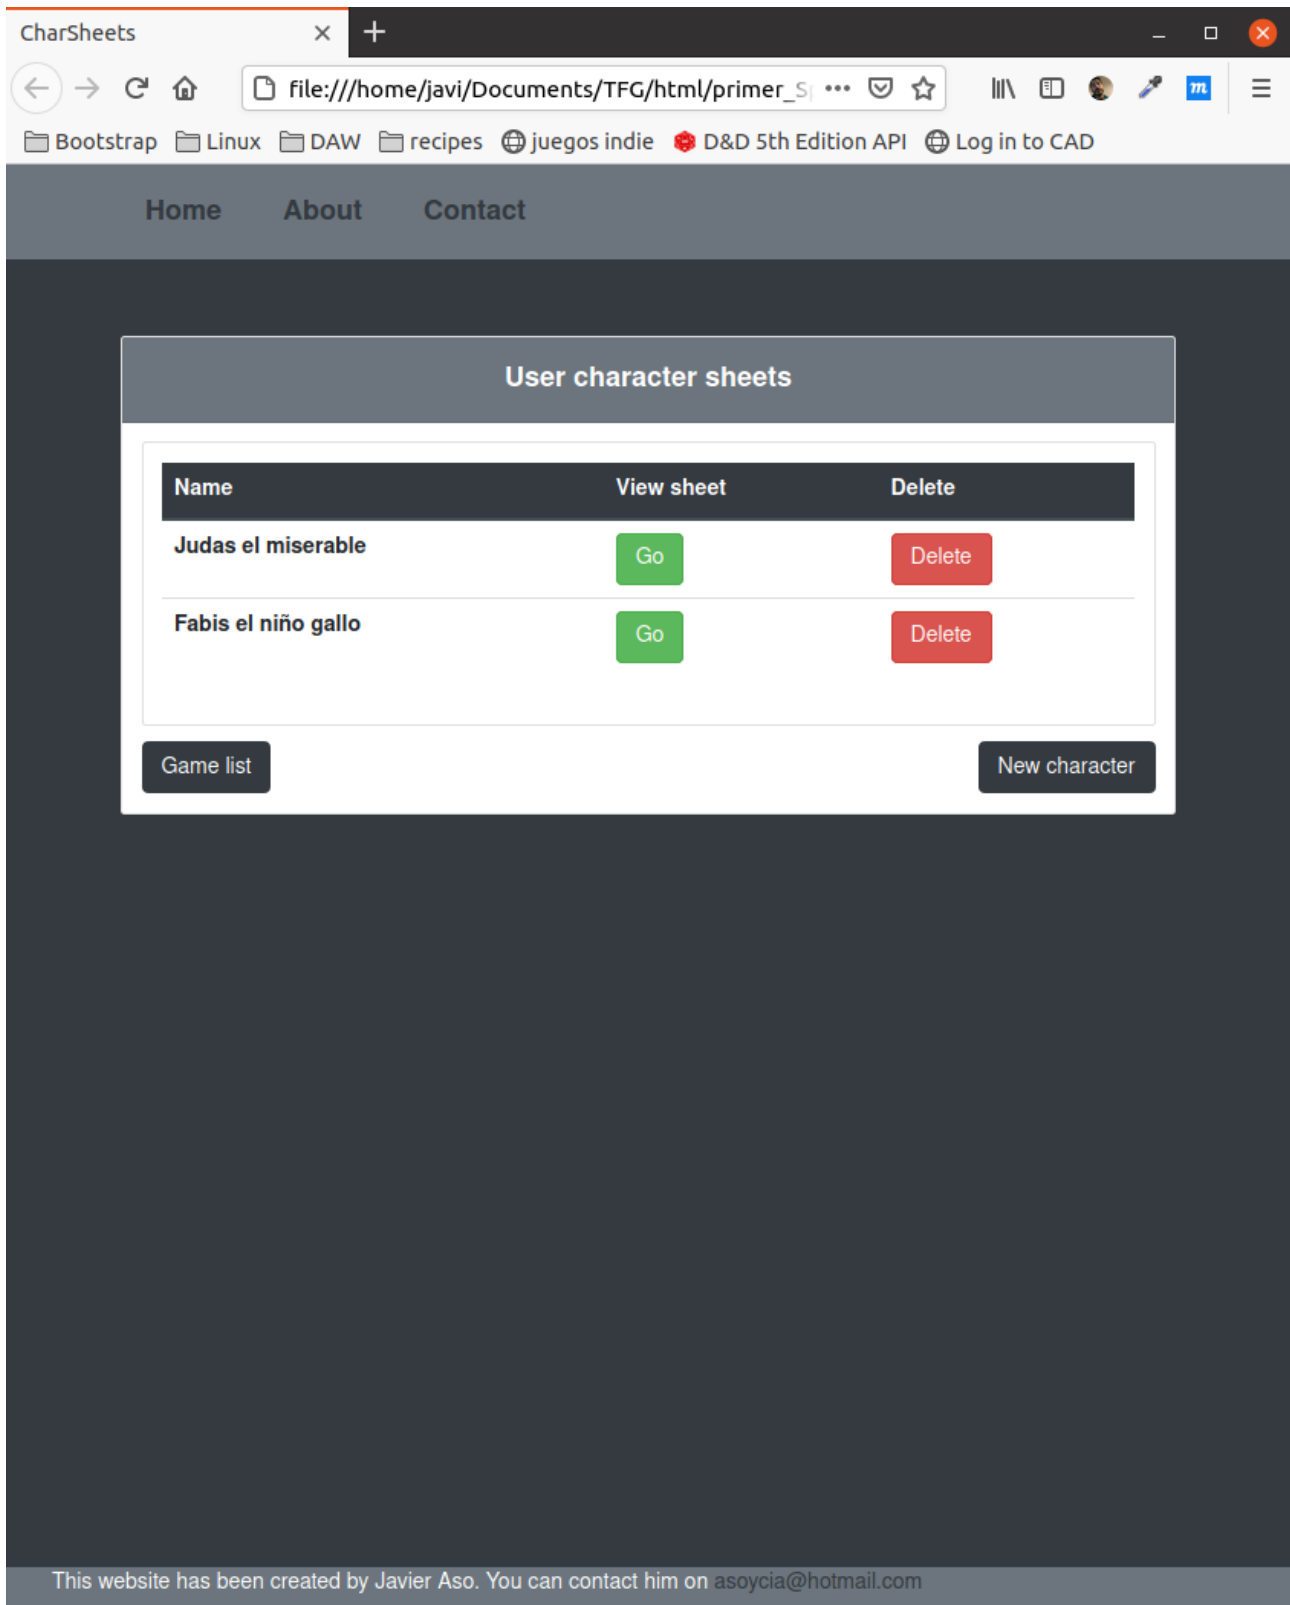 CharSheets
file:///home/javi/Documents/TFG/html/primer_S
Bootstrap Linux DAW recipes juegos indie D&D 5th Edition API Log in to CAD
Home About Contact
User character sheets
Name View sheet Delete
Judas el miserable Go Delete
Fabis el niño gallo Go Delete
Game list New character
This website has been created by Javier Aso. You can contact him on asoycia@hotmail.com